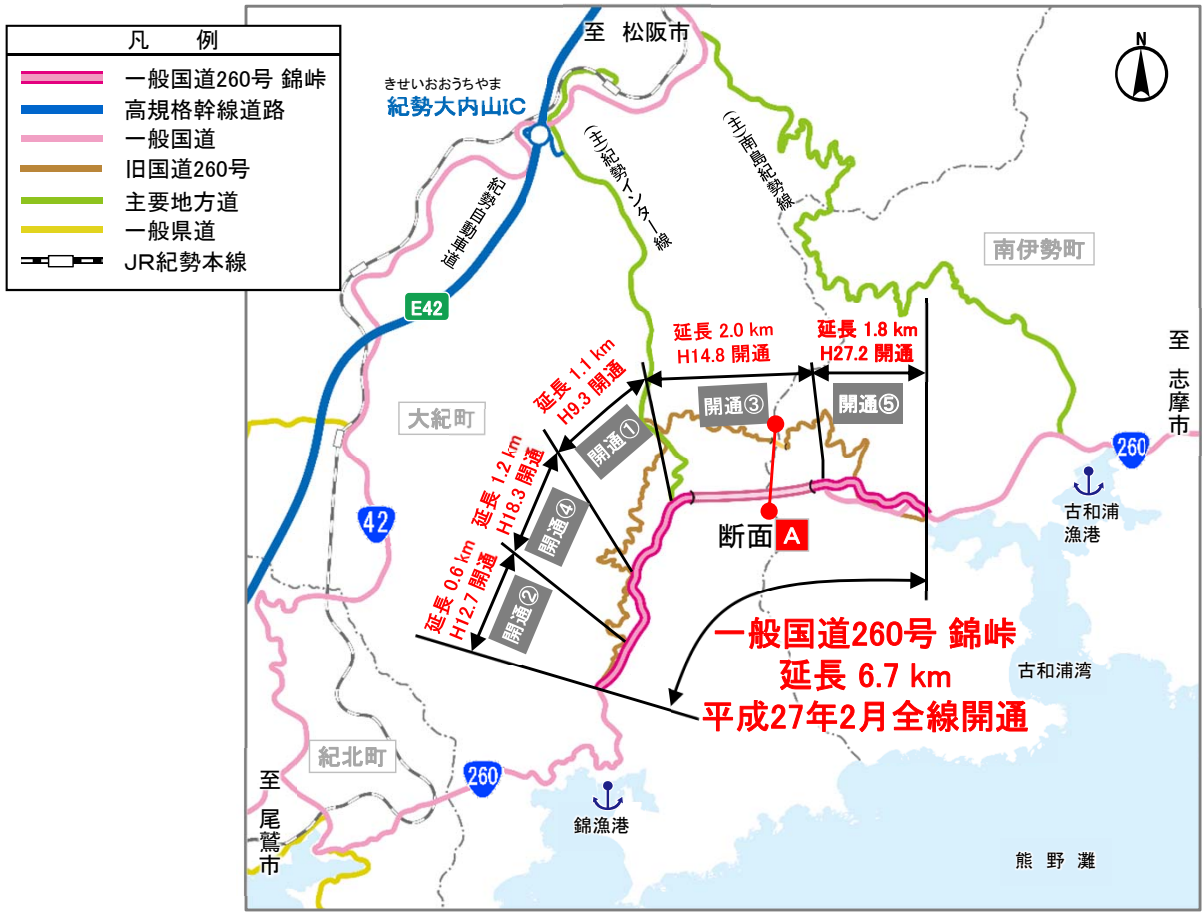 凡 例
一般国道260号 錦峠
高規格幹線道路
一般国道
旧国道260号
主要地方道
一般県道
JR紀勢本線
至 松阪市
N
きせいおおうちやま
紀勢大内山IC
(主)紀勢インター線
(主)南島紀勢線
紀勢自動車道
南伊勢町
E42
延長 2.0 km
H14.8 開通
延長 1.8 km
H27.2 開通
至 志摩市
延長 1.1 km
H9.3 開通
開通③
開通⑤
大紀町
開通①
260
延長 1.2 km
H18.3 開通
古和浦
漁港
42
開通④
断面 A
延長 0.6 km
H12.7 開通
開通②
一般国道260号 錦峠
延長 6.7 km
平成27年2月全線開通
古和浦湾
紀北町
260
至 尾鷲市
錦漁港
熊野灘